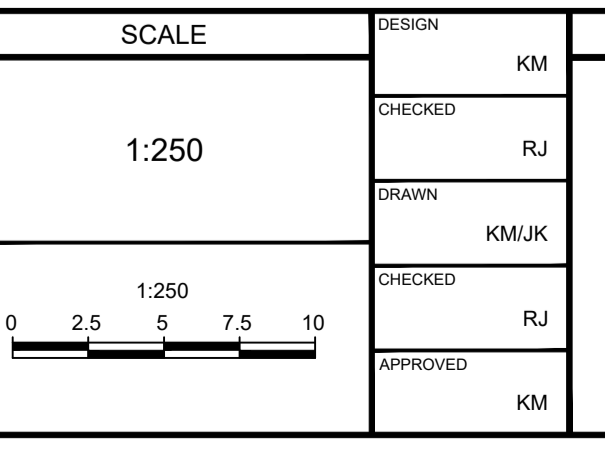 SCALE
1:250
1:250
0 2.5 5 7.5 10
DESIGN
KM
CHECKED
RJ
DRAWN
KM/JK
CHECKED
RJ
APPROVED
KM